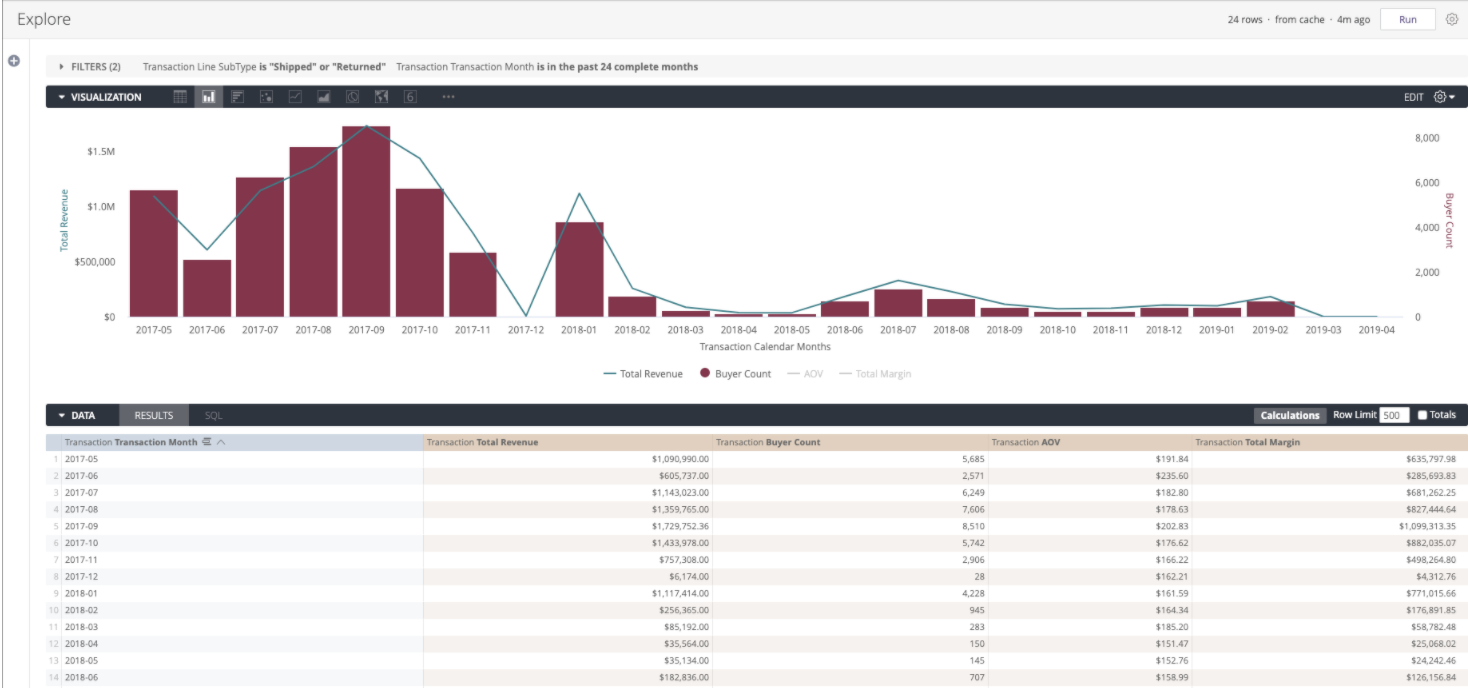 Explore
24 rows · from cache · 4m ago Run
FILTERS (2) Transaction Line SubType is "Shipped" or "Returned" Transaction Transaction Month is in the past 24 complete months
VISUALIZATION 6 ... EDIT
$1.5M
$1.0M
$500,000
$0
Total Revenue
8,000
6,000
4,000
2,000
0
Buyer Count
2017-05 2017-06 2017-07 2017-08 2017-09 2017-10 2017-11 2017-12 2018-01 2018-02 2018-03 2018-04 2018-05 2018-06 2018-07 2018-08 2018-09 2018-10 2018-11 2018-12 2019-01 2019-02 2019-03 2019-04
Transaction Calendar Months
Total Revenue Buyer Count AOV Total Margin
DATA RESULTS SQL Calculations Row Limit 500 Totals
Transaction Transaction Month Transaction Total Revenue Transaction Buyer Count Transaction AOV Transaction Total Margin
1 2017-05 $1,090,990.00 5,685 $191.84 $635,797.98
2 2017-06 $605,737.00 2,571 $235.60 $285,693.83
3 2017-07 $1,143,023.00 6,249 $182.80 $681,262.25
4 2017-08 $1,359,765.00 7,606 $178.63 $827,444.64
5 2017-09 $1,729,752.36 8,510 $202.83 $1,099,313.35
6 2017-10 $1,433,978.00 5,742 $176.62 $882,035.07
7 2017-11 $757,308.00 2,906 $166.22 $498,264.80
8 2017-12 $6,174.00 28 $162.21 $4,312.76
9 2018-01 $1,117,414.00 4,228 $161.59 $771,015.66
10 2018-02 $256,365.00 945 $164.34 $176,891.85
11 2018-03 $85,192.00 283 $185.20 $58,782.48
12 2018-04 $35,564.00 150 $151.47 $25,068.02
13 2018-05 $35,134.00 145 $152.76 $24,242.46
14 2018-06 $182,836.00 707 $158.99 $126,156.84